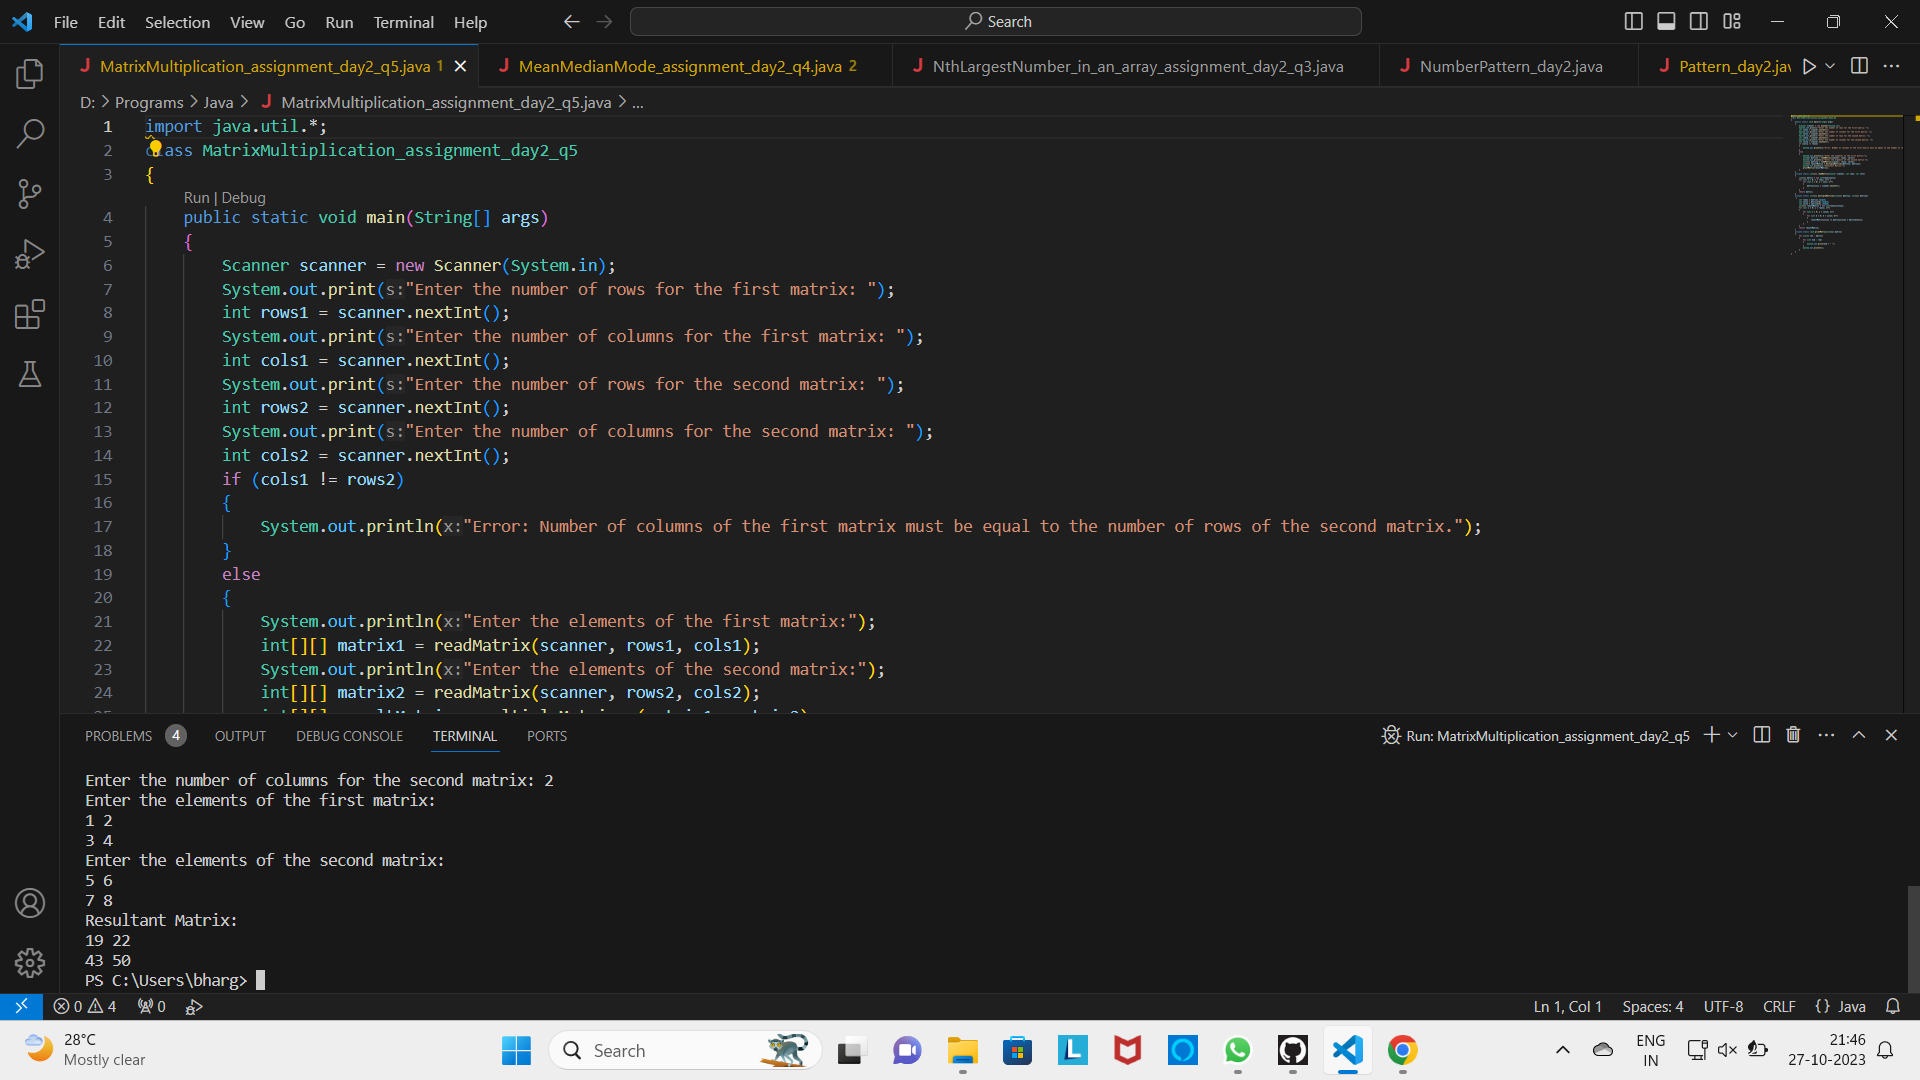 File Edit Selection View Go Run Terminal Help
Search
MatrixMultiplication_assignment_day2_q5.java 1
MeanMedianMode_assignment_day2_q4.java 2
NthLargestNumber_in_an_array_assignment_day2_q3.java
NumberPattern_day2.java
Pattern_day2.jav
D: > Programs > Java > MatrixMultiplication_assignment_day2_q5.java > ...
1 import java.util.*;
2 class MatrixMultiplication_assignment_day2_q5
3 {
Run | Debug
4 public static void main(String[] args)
5 {
6 Scanner scanner = new Scanner(System.in);
7 System.out.print(s:"Enter the number of rows for the first matrix: ");
8 int rows1 = scanner.nextInt();
9 System.out.print(s:"Enter the number of columns for the first matrix: ");
10 int cols1 = scanner.nextInt();
11 System.out.print(s:"Enter the number of rows for the second matrix: ");
12 int rows2 = scanner.nextInt();
13 System.out.print(s:"Enter the number of columns for the second matrix: ");
14 int cols2 = scanner.nextInt();
15 if (cols1 != rows2)
16 {
17 System.out.println(x:"Error: Number of columns of the first matrix must be equal to the number of rows of the second matrix.");
18 }
19 else
20 {
21 System.out.println(x:"Enter the elements of the first matrix:");
22 int[][] matrix1 = readMatrix(scanner, rows1, cols1);
23 System.out.println(x:"Enter the elements of the second matrix:");
24 int[][] matrix2 = readMatrix(scanner, rows2, cols2);
PROBLEMS 4 OUTPUT DEBUG CONSOLE TERMINAL PORTS
Run: MatrixMultiplication_assignment_day2_q5
Enter the number of columns for the second matrix: 2
Enter the elements of the first matrix:
1 2
3 4
Enter the elements of the second matrix:
5 6
7 8
Resultant Matrix:
19 22
43 50
PS C:\Users\bharg>
0 4 0
Ln 1, Col 1 Spaces: 4 UTF-8 CRLF {} Java
28°C
Mostly clear
Search
ENG
IN
21:46
27-10-2023